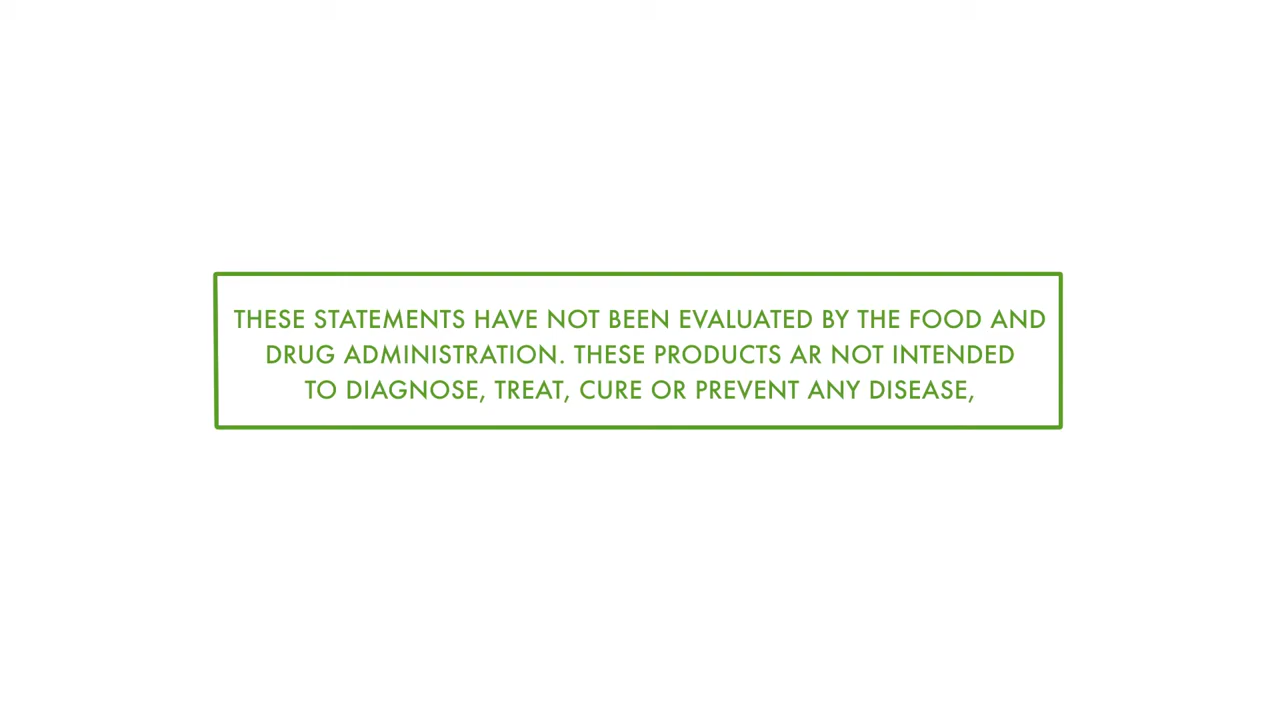 THESE STATEMENTS HAVE NOT BEEN EVALUATED BY THE FOOD AND
DRUG ADMINISTRATION. THESE PRODUCTS AR NOT INTENDED
TO DIAGNOSE, TREAT, CURE OR PREVENT ANY DISEASE,